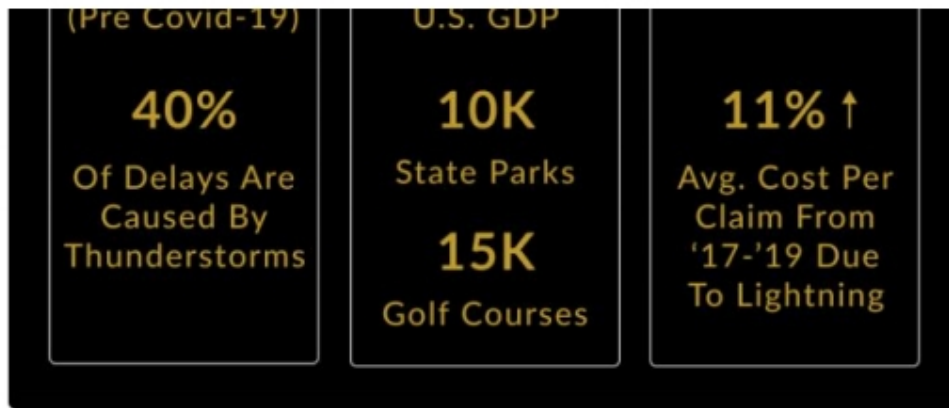 (Pre Covid-19)
40%
Of Delays Are
Caused By
Thunderstorms
U.S. GDP
10K
State Parks
15K
Golf Courses
11% ↑
Avg. Cost Per
Claim From
‘17-’19 Due
To Lightning